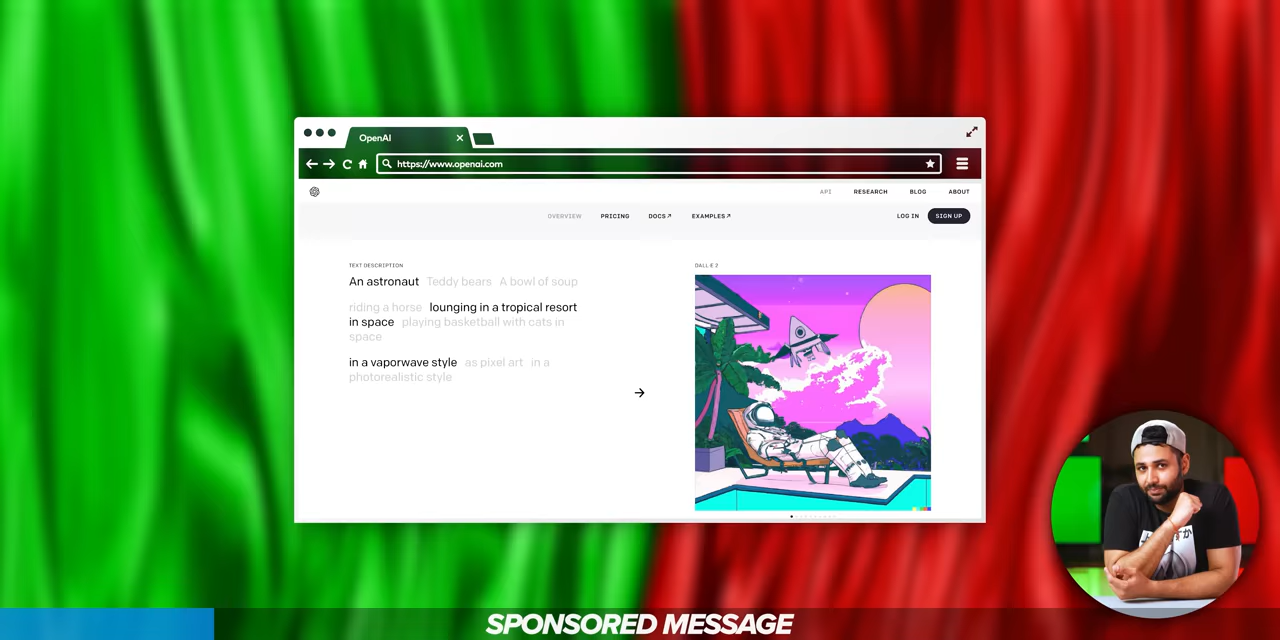 OpenAI
https://www.openai.com
API RESEARCH BLOG ABOUT
OVERVIEW PRICING DOCS↗ EXAMPLES↗ LOG IN SIGN UP
TEXT DESCRIPTION
An astronaut Teddy bears A bowl of soup
riding a horse lounging in a tropical resort
in space playing basketball with cats in
space
in a vaporwave style as pixel art in a
photorealistic style
DALL·E 2
SPONSORED MESSAGE